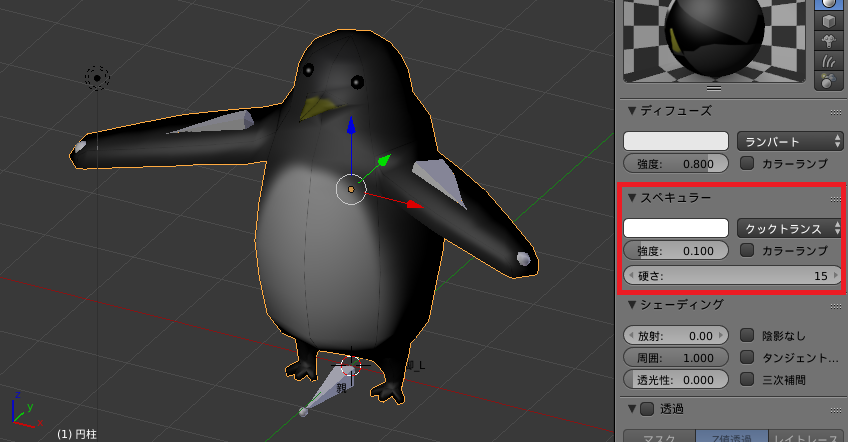 ディフューズ
ランバート
強度: 0.800
カラーランプ
スペキュラー
クックトランス
強度: 0.100
カラーランプ
硬さ: 15
シェーディング
放射: 0.00
陰影なし
周囲: 1.000
タンジェント...
透光性: 0.000
三次補間
透過
マスク
Z値透過
レイトレース
_L
親
z
y
x
(1) 円柱